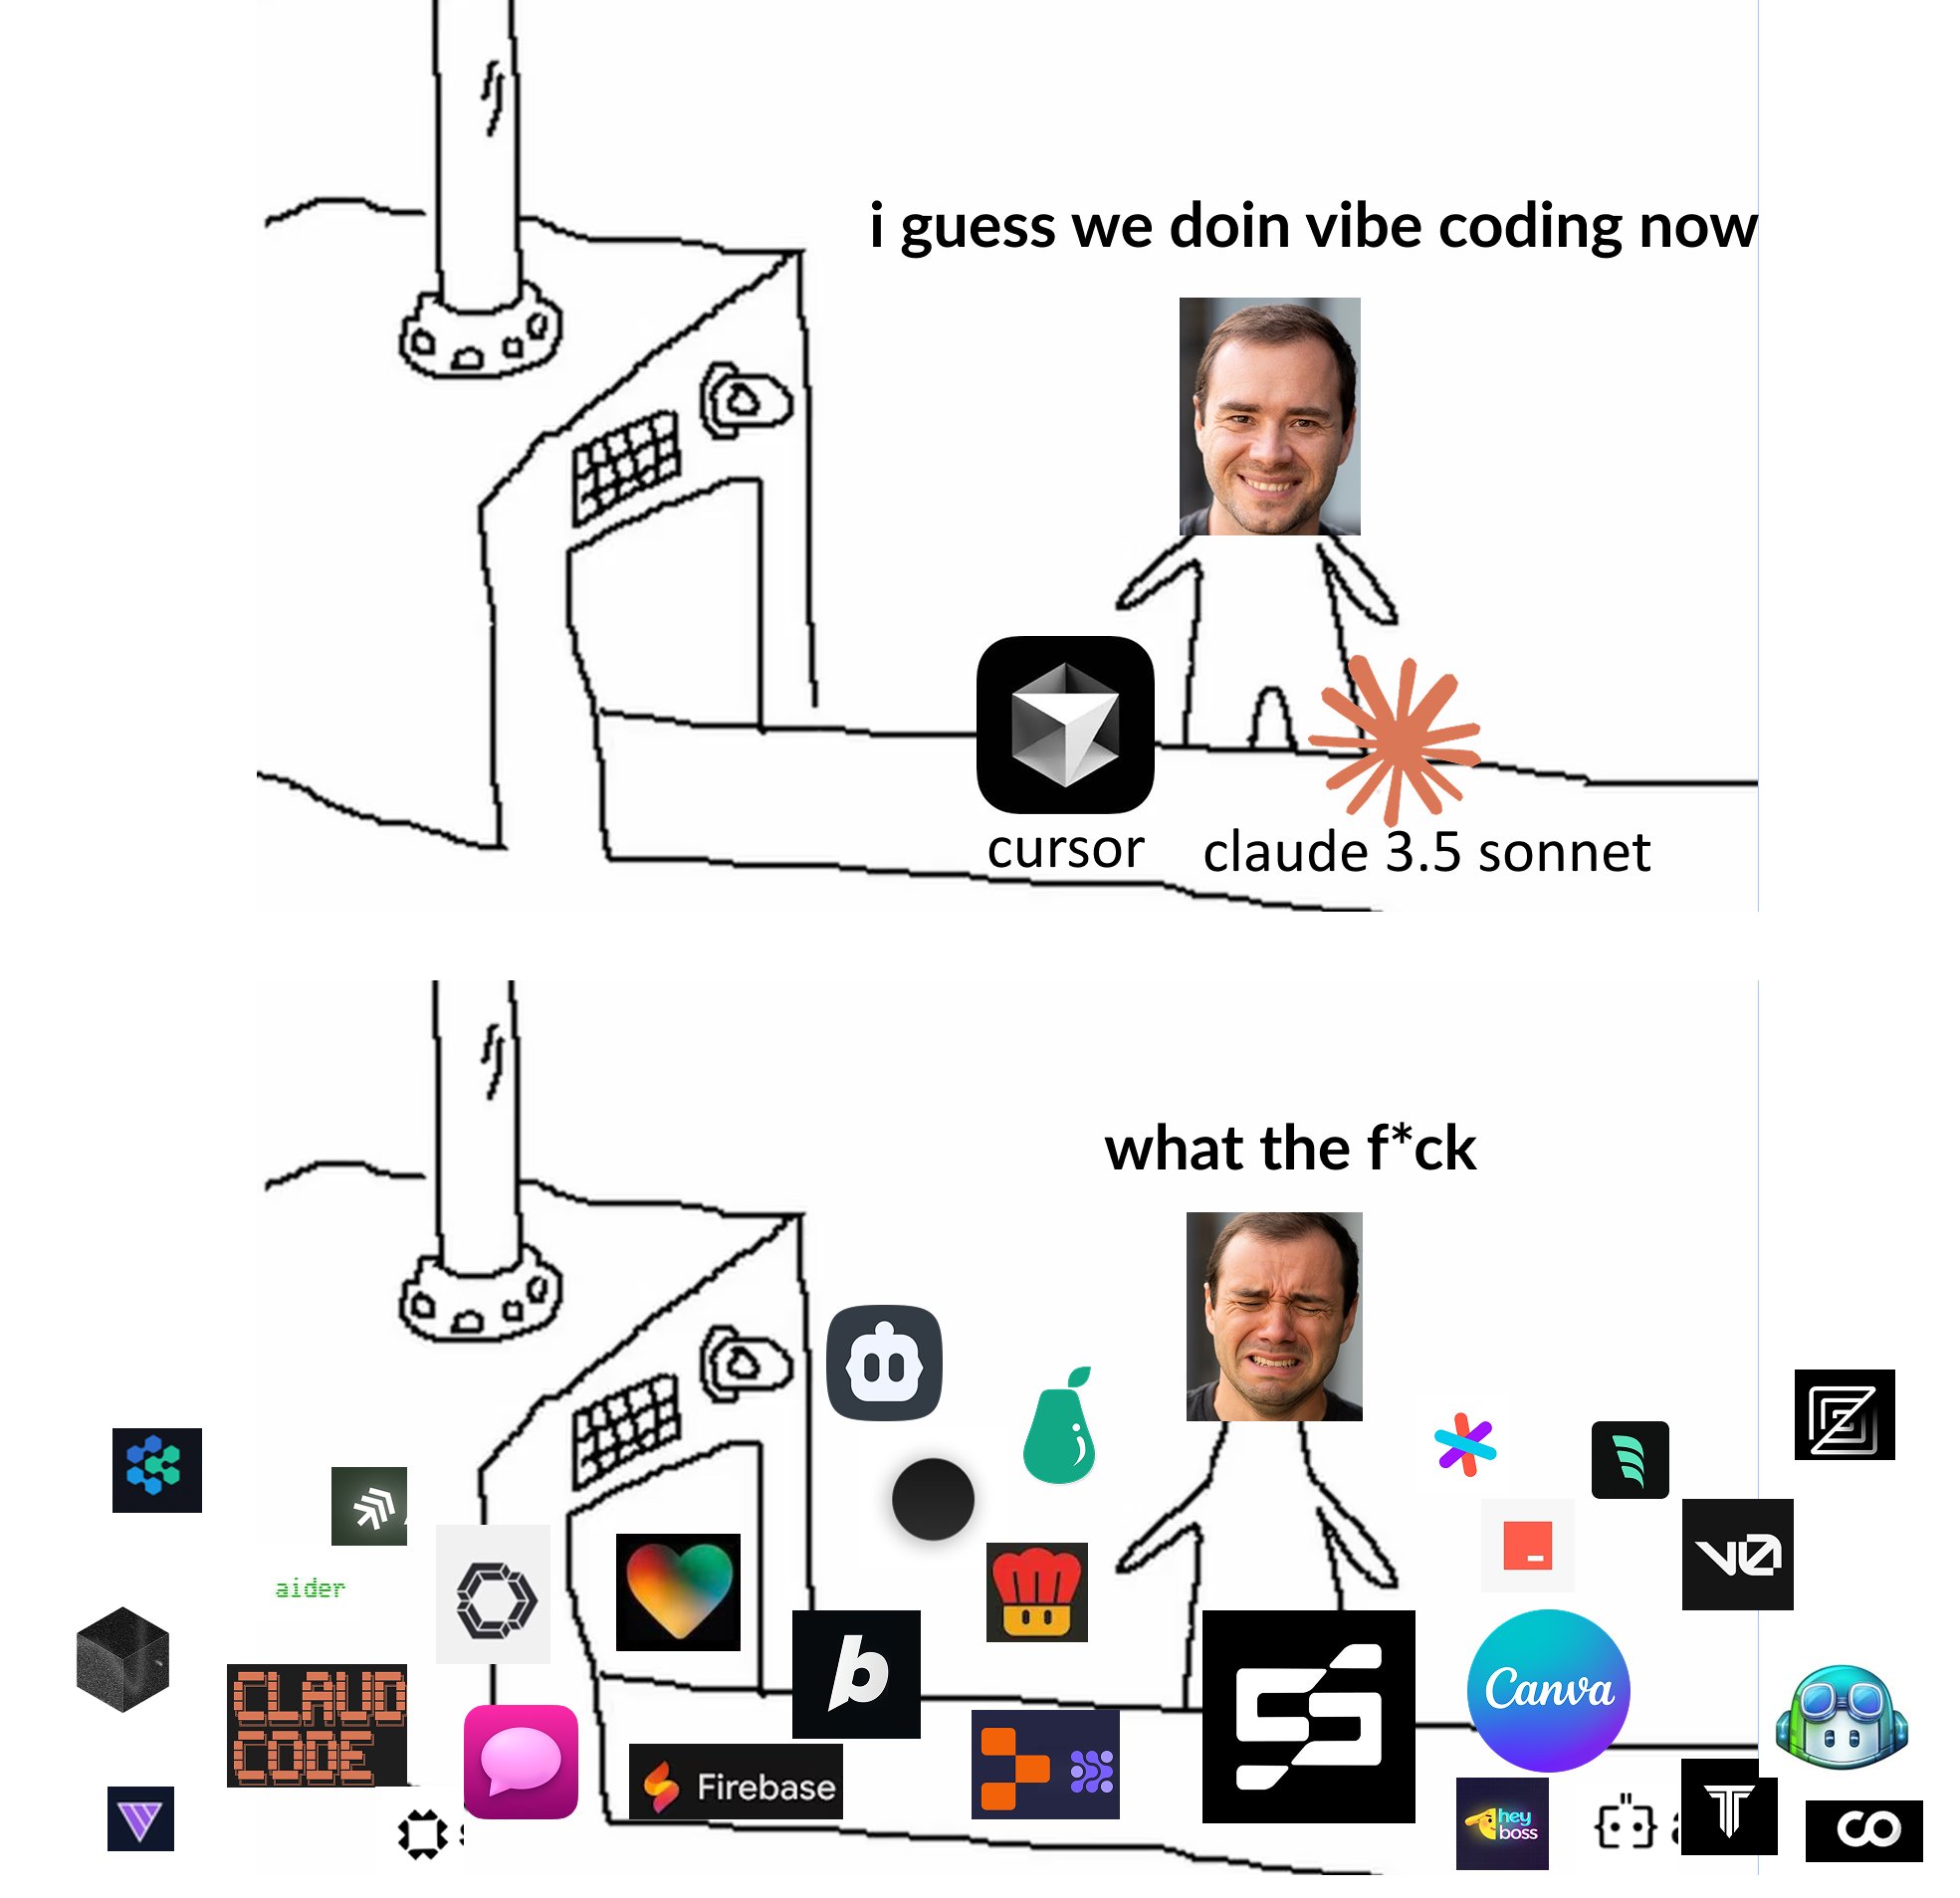 i guess we doin vibe coding now
cursor
claude 3.5 sonnet
what the f*ck
aider
v0
CLAUD
CODE
b
Canva
Firebase
hey
boss